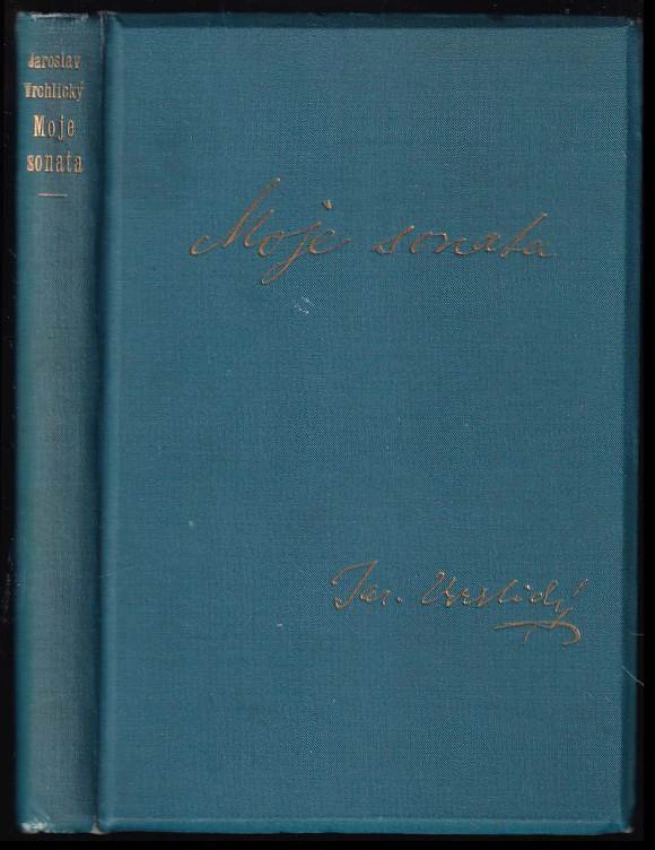 Jaroslav
Vrchlický
Moje
sonata
Moje sonata
Jar. Vrchlický